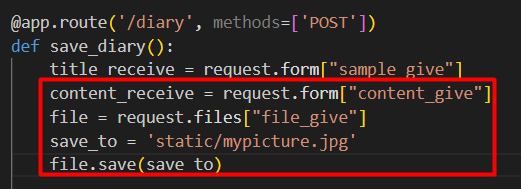 @app.route('/diary', methods=['POST'])
def save_diary():
    title_receive = request.form["sample_give"]
    content_receive = request.form["content_give"]
    file = request.files["file_give"]
    save_to = 'static/mypicture.jpg'
    file.save(save_to)